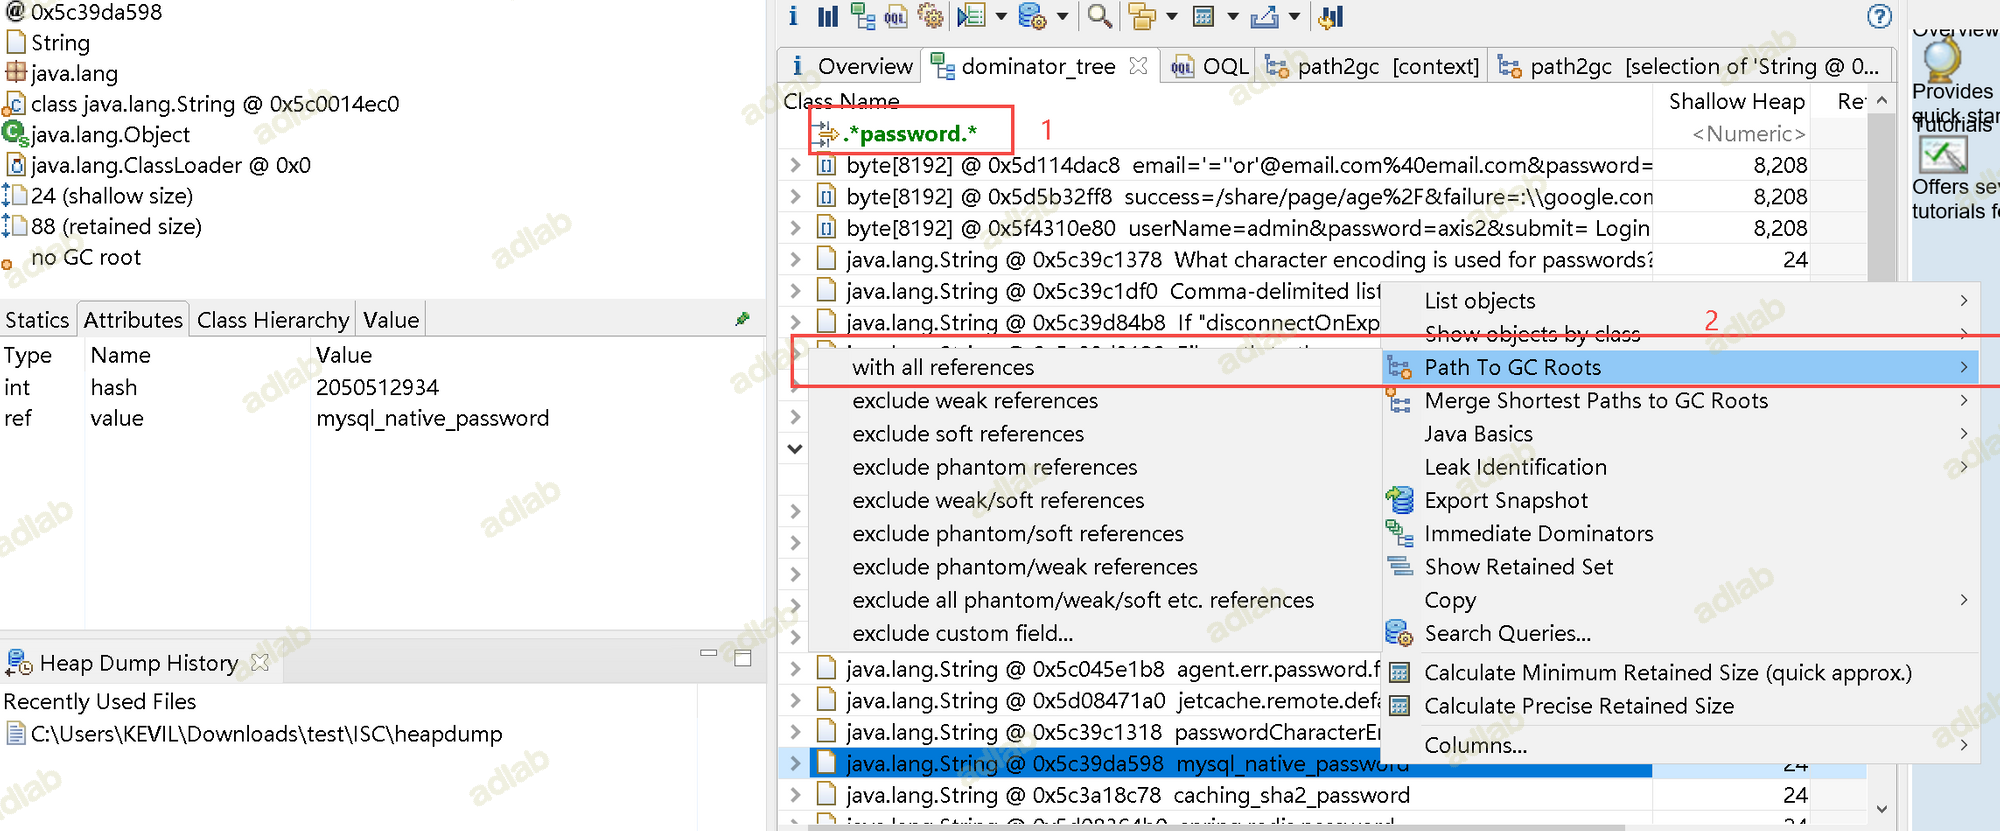 @ 0x5c39da598
String
java.lang
class java.lang.String @ 0x5c0014ec0
java.lang.Object
java.lang.ClassLoader @ 0x0
24 (shallow size)
88 (retained size)
no GC root
Statics Attributes Class Hierarchy Value
Type Name Value
int hash 2050512934
ref value mysql_native_password
Heap Dump History
Recently Used Files
C:\Users\KEVIL\Downloads\test\ISC\heapdump
i OQL ?
i Overview dominator_tree OQL OQL path2gc [context] path2gc [selection of 'String @ 0...
Class Name Shallow Heap Ret
.*password.* 1 <Numeric>
byte[8192] @ 0x5d114dac8 email='=''or'@email.com%40email.com&password= 8,208
byte[8192] @ 0x5d5b32ff8 success=/share/page/age%2F&failure=:\\google.com 8,208
byte[8192] @ 0x5f4310e80 userName=admin&password=axis2&submit= Login 8,208
java.lang.String @ 0x5c39c1378 What character encoding is used for passwords? 24
java.lang.String @ 0x5c39c1df0 Comma-delimited list
java.lang.String @ 0x5c39d84b8 If "disconnectOnExp
with all references
exclude weak references
exclude soft references
exclude phantom references
exclude weak/soft references
exclude phantom/soft references
exclude phantom/weak references
exclude all phantom/weak/soft etc. references
exclude custom field...
List objects
2
Show objects by class
Path To GC Roots
Merge Shortest Paths to GC Roots
Java Basics
Leak Identification
Export Snapshot
Immediate Dominators
Show Retained Set
Copy
Search Queries...
Calculate Minimum Retained Size (quick approx.)
Calculate Precise Retained Size
Columns...
java.lang.String @ 0x5c045e1b8 agent.err.password.f
java.lang.String @ 0x5d08471a0 jetcache.remote.defa
java.lang.String @ 0x5c39c1318 passwordCharacterEn
java.lang.String @ 0x5c39da598 mysql_native_password 24
java.lang.String @ 0x5c3a18c78 caching_sha2_password 24
Overview
Provides
quick star
Tutorials
Offers se
tutorials f
adlab